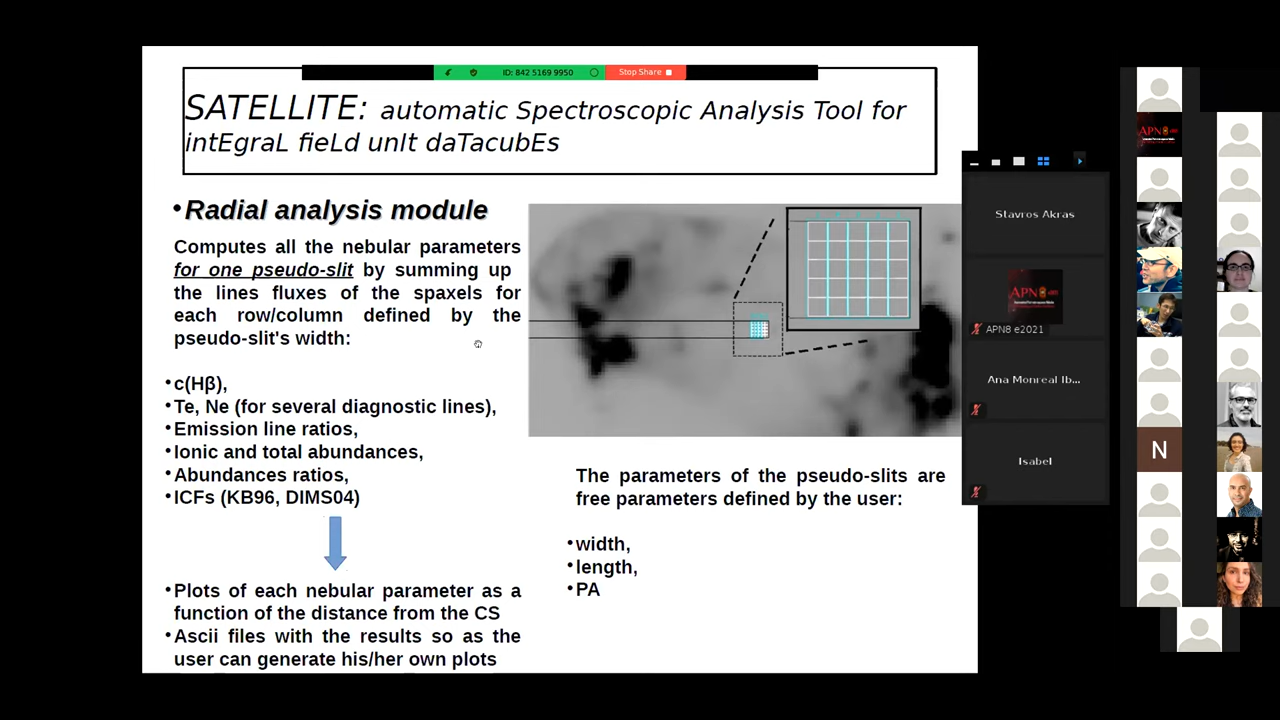 ID: 842 5169 9950
Stop Share
SATELLITE: automatic Spectroscopic Analysis Tool for
intEgraL fieLd unIt daTacubEs
•Radial analysis module
Computes all the nebular parameters
for one pseudo-slit by summing up
the lines fluxes of the spaxels for
each row/column defined by the
pseudo-slit's width:
•c(Hβ),
•Te, Ne (for several diagnostic lines),
•Emission line ratios,
•Ionic and total abundances,
•Abundances ratios,
•ICFs (KB96, DIMS04)
•Plots of each nebular parameter as a
function of the distance from the CS
•Ascii files with the results so as the
user can generate his/her own plots
The parameters of the pseudo-slits are
free parameters defined by the user:
•width,
•length,
•PA
Stavros Akras
APN8 e2021
Ana Monreal Ib...
Isabel
N